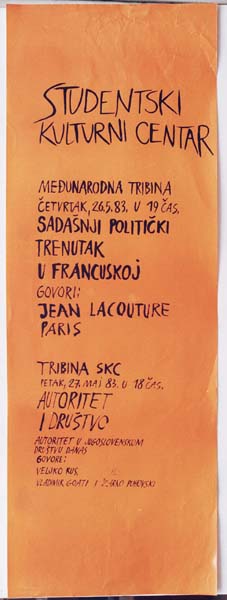 STUDENTSKI
KULTURNI CENTAR
MEĐUNARODNA TRIBINA
ČETVRTAK, 26.5.83. U 19 ČAS.
SADAŠNJI POLITIČKI
TRENUTAK
U FRANCUSKOJ
GOVORI:
JEAN LACOUTURE
PARIS
TRIBINA SKC
PETAK, 27. MAJ 83. U 18 ČAS.
AUTORITET
I DRUŠTVO
AUTORITET U JUGOSLOVENSKOM
DRUŠTVU DANAS
GOVORE:
VELJKO RUS,
VLADIMIR GOATI I ŽARKO PUHOVSKI